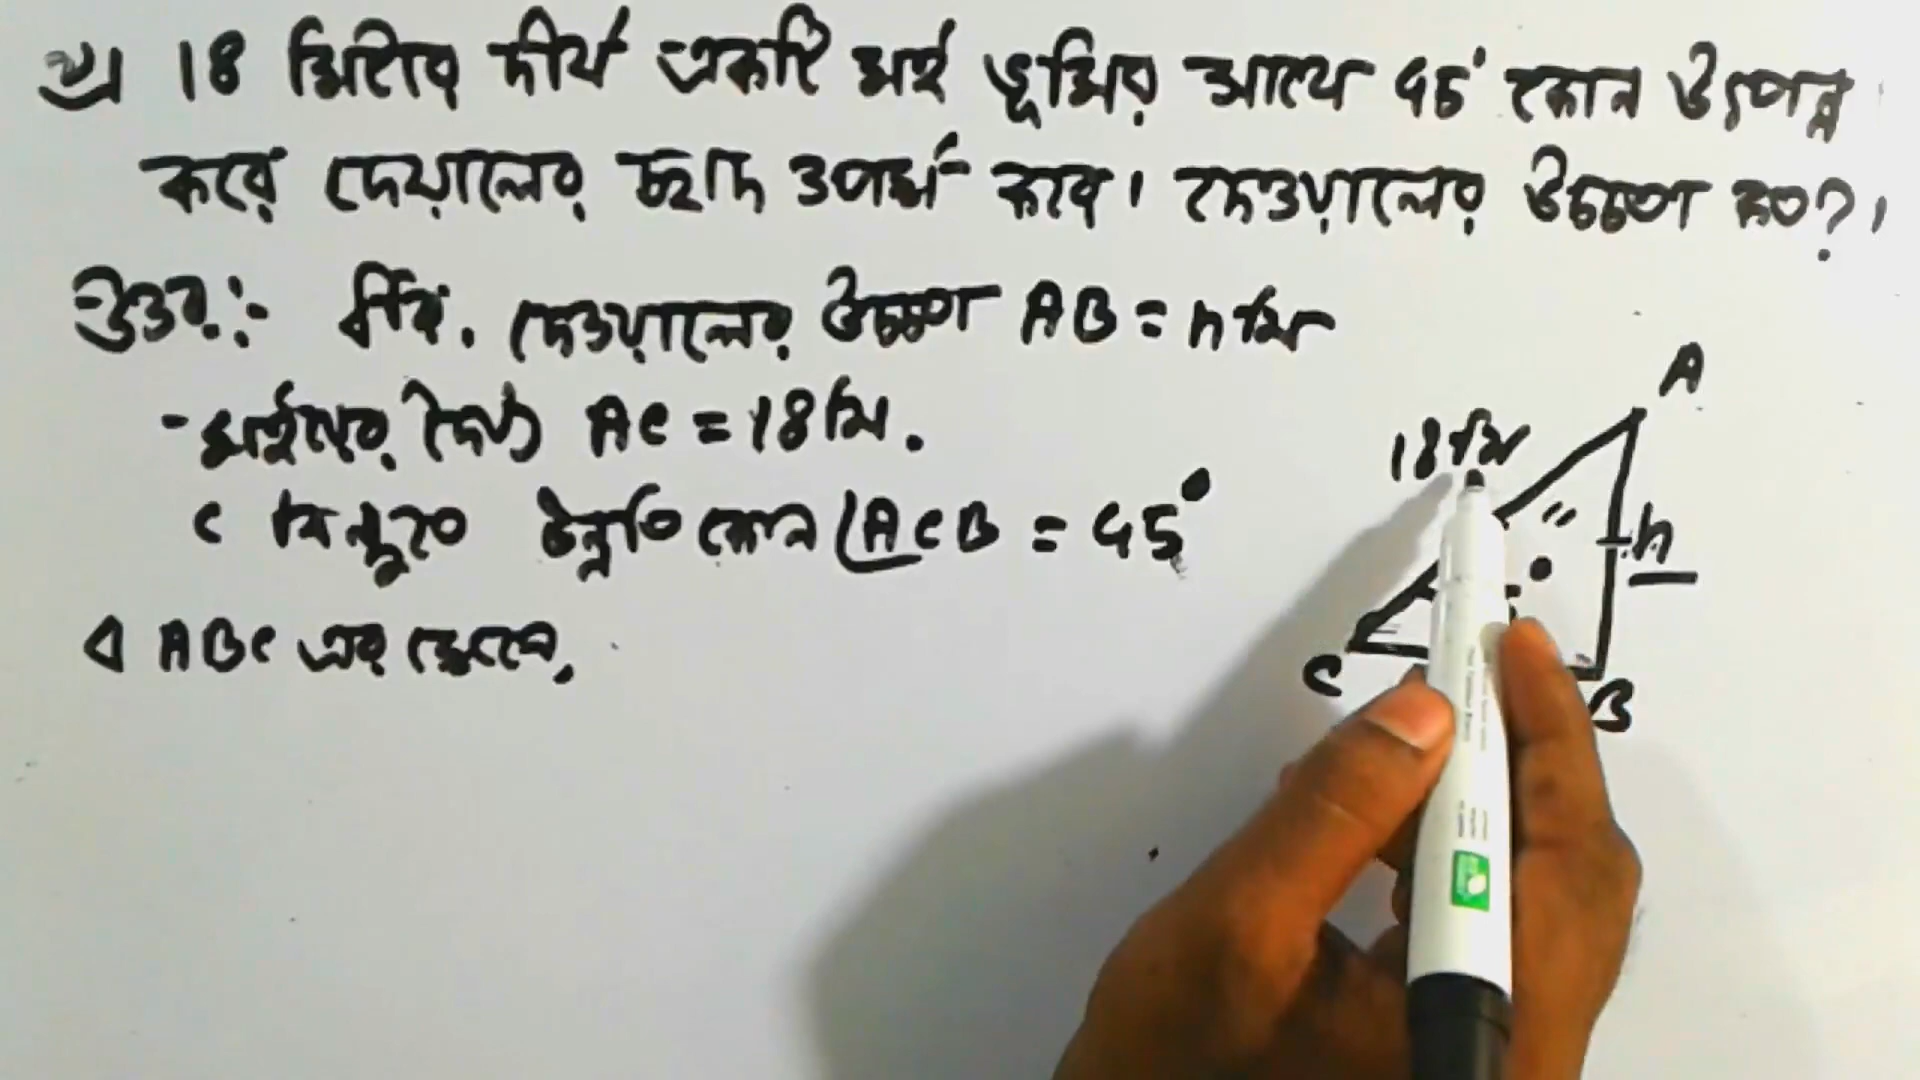 খ। 18 মিটার দীর্ঘ একটি মই ভূমির সাথে 45° কোন উৎপন্ন
করে দেয়ালের ছাদ স্পর্শ করে। দেওয়ালের উচ্চতা কত?।
উত্তর:- ধরি, দেওয়ালের উচ্চতা AB = h মি
মইয়ের দৈর্ঘ্য AC = 18 মি.
C বিন্দুতে উন্নতি কোন ∠ACB = 45°
△ ABC এর ক্ষেত্রে,
A
18 মি
h
C
B